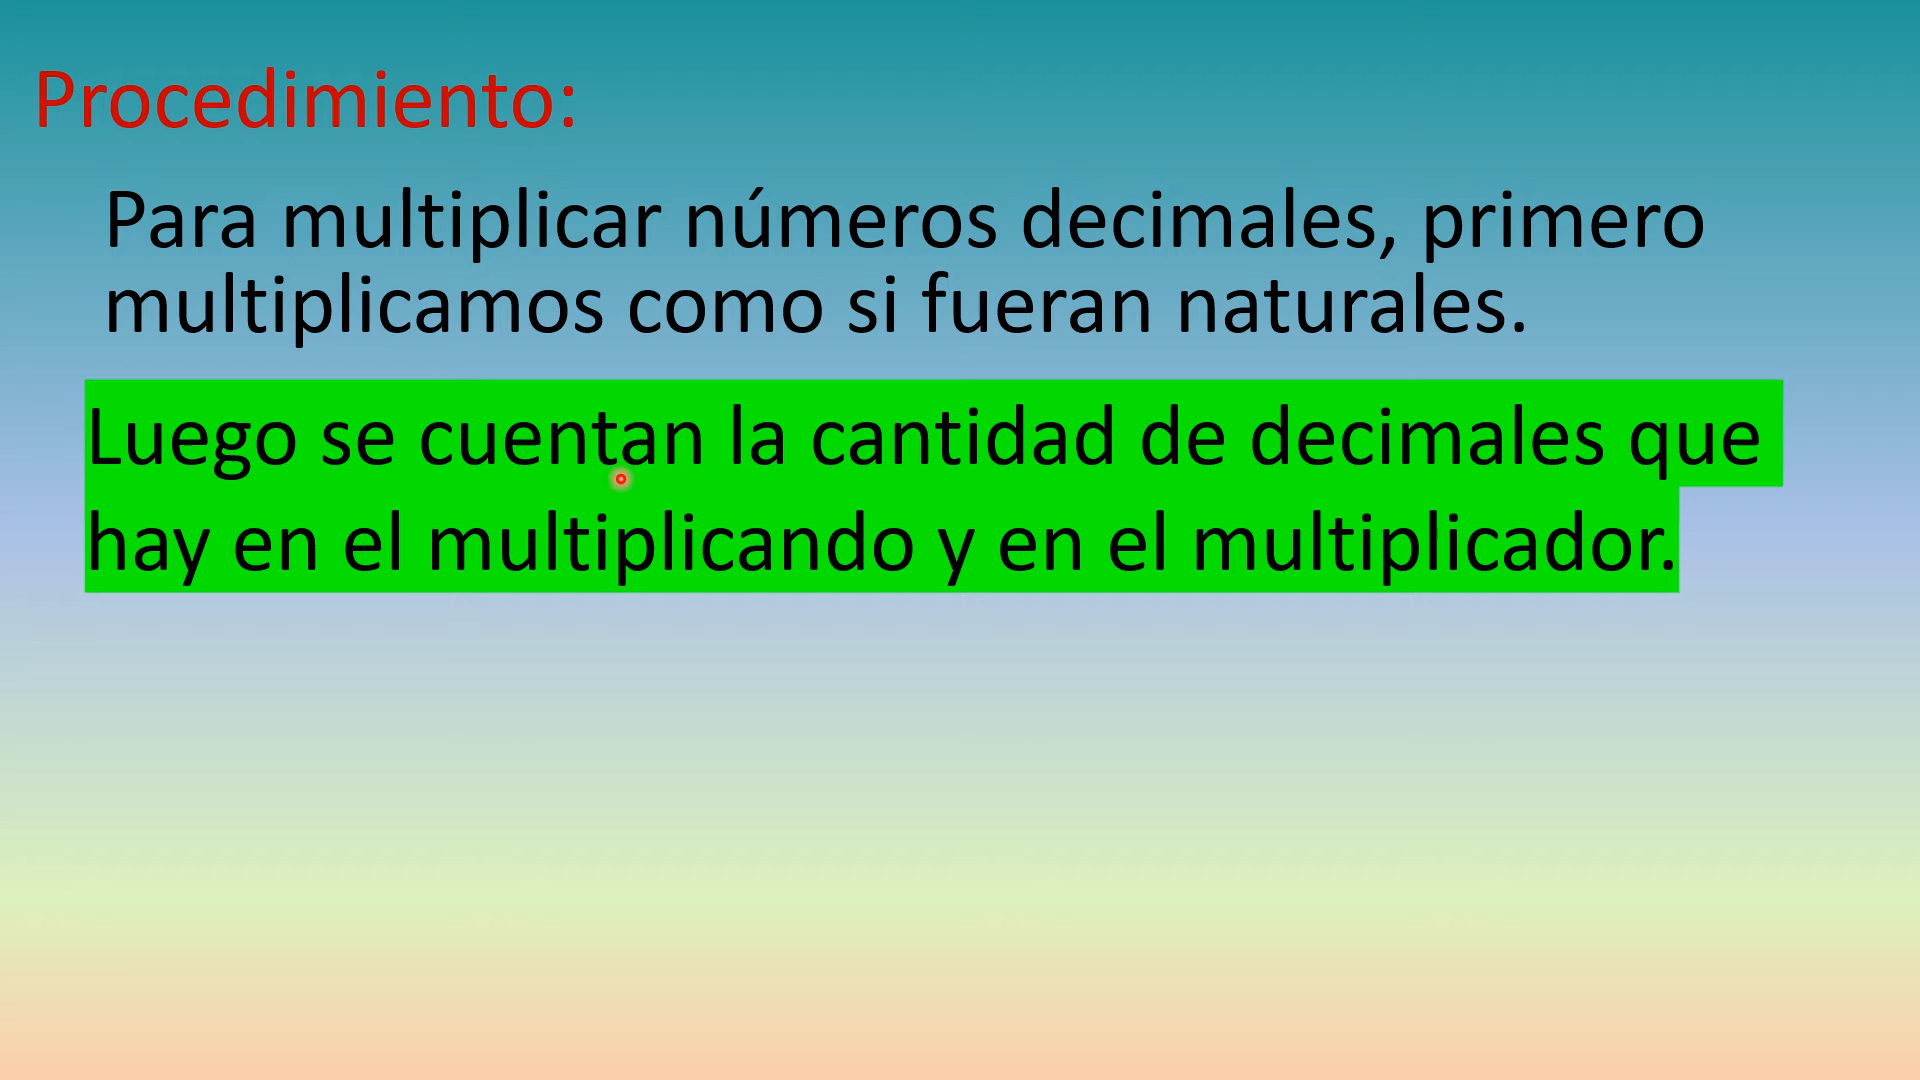 Procedimiento:
Para multiplicar números decimales, primero
multiplicamos como si fueran naturales.
Luego se cuentan la cantidad de decimales que
hay en el multiplicando y en el multiplicador.